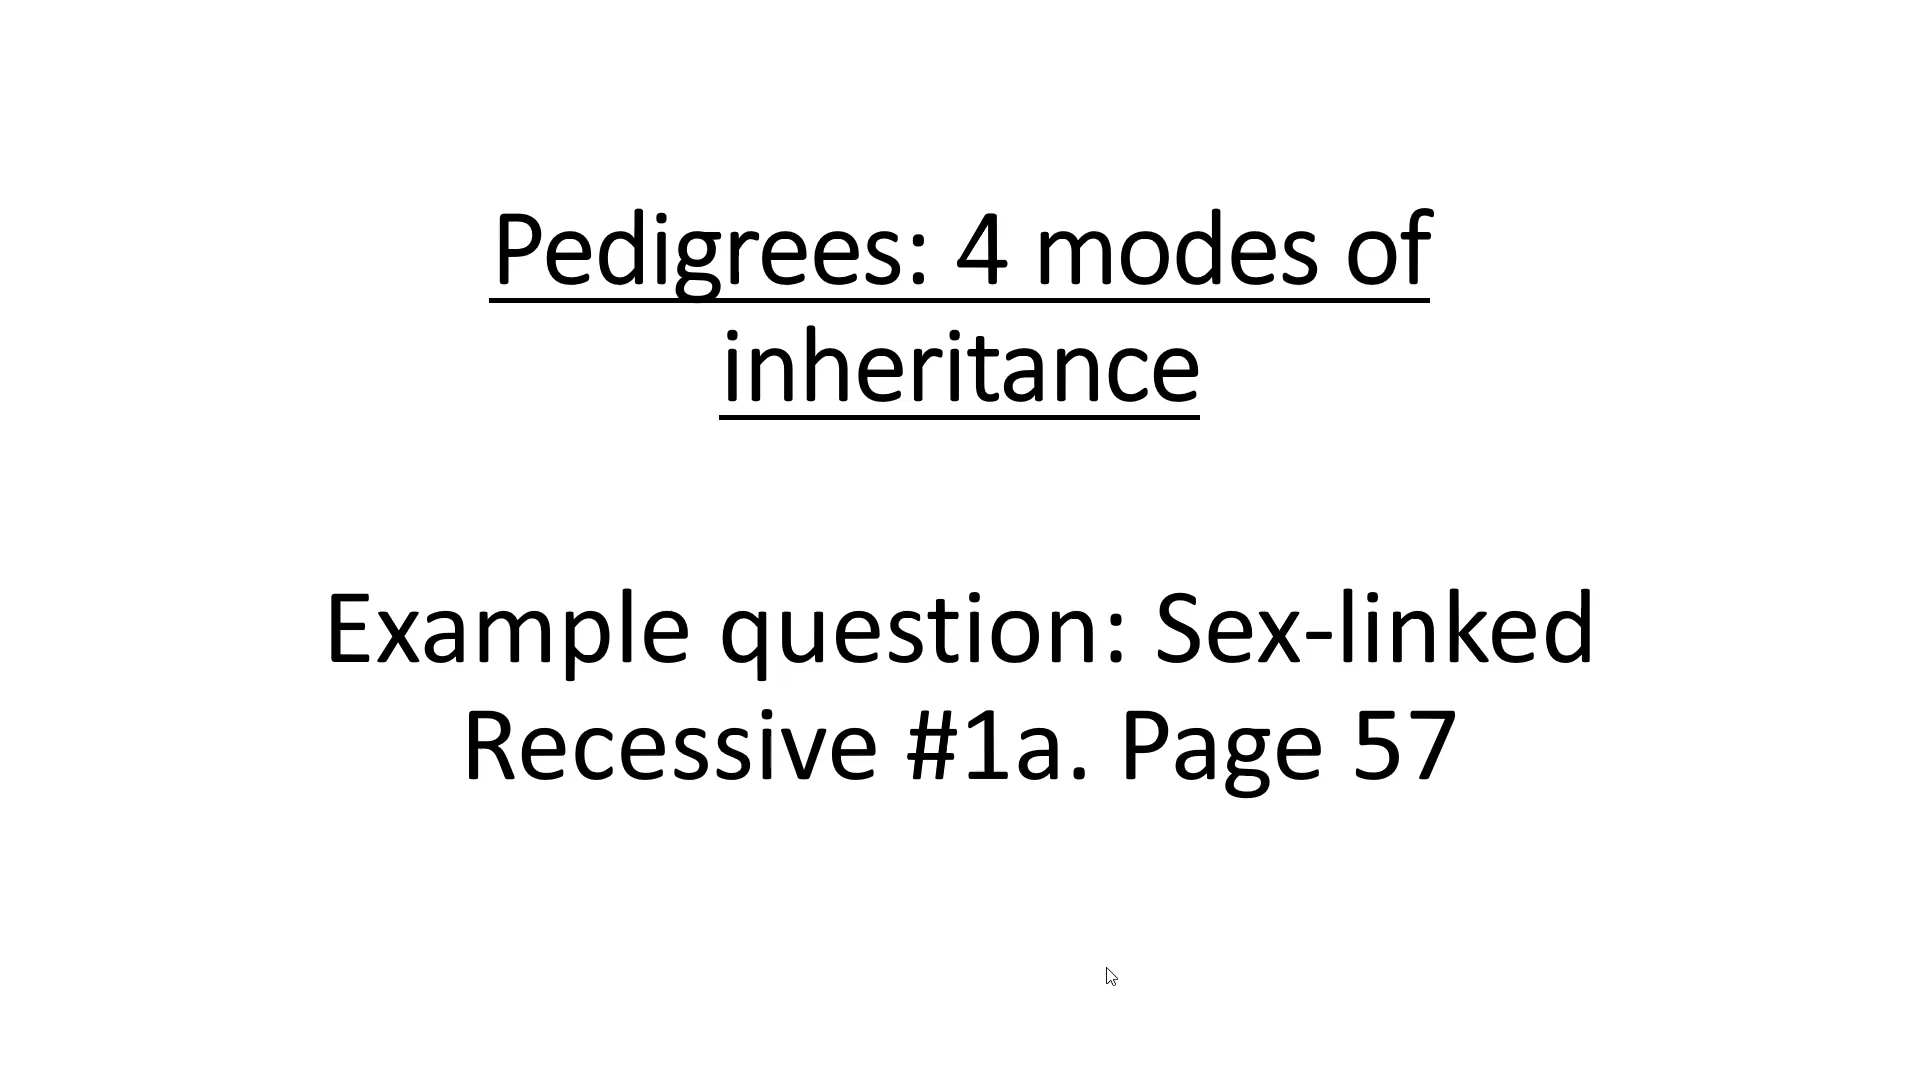 Pedigrees: 4 modes of
inheritance
Example question: Sex-linked
Recessive #1a. Page 57